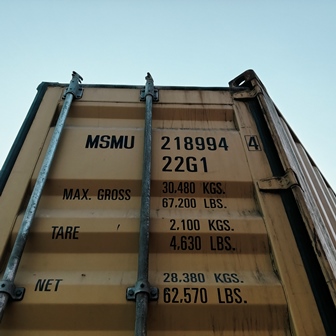 MSMU 218994 4
22G1
MAX. GROSS 30.480 KGS.
67.200 LBS.
TARE 2.100 KGS.
4.630 LBS.
NET 28.380 KGS.
62.570 LBS.